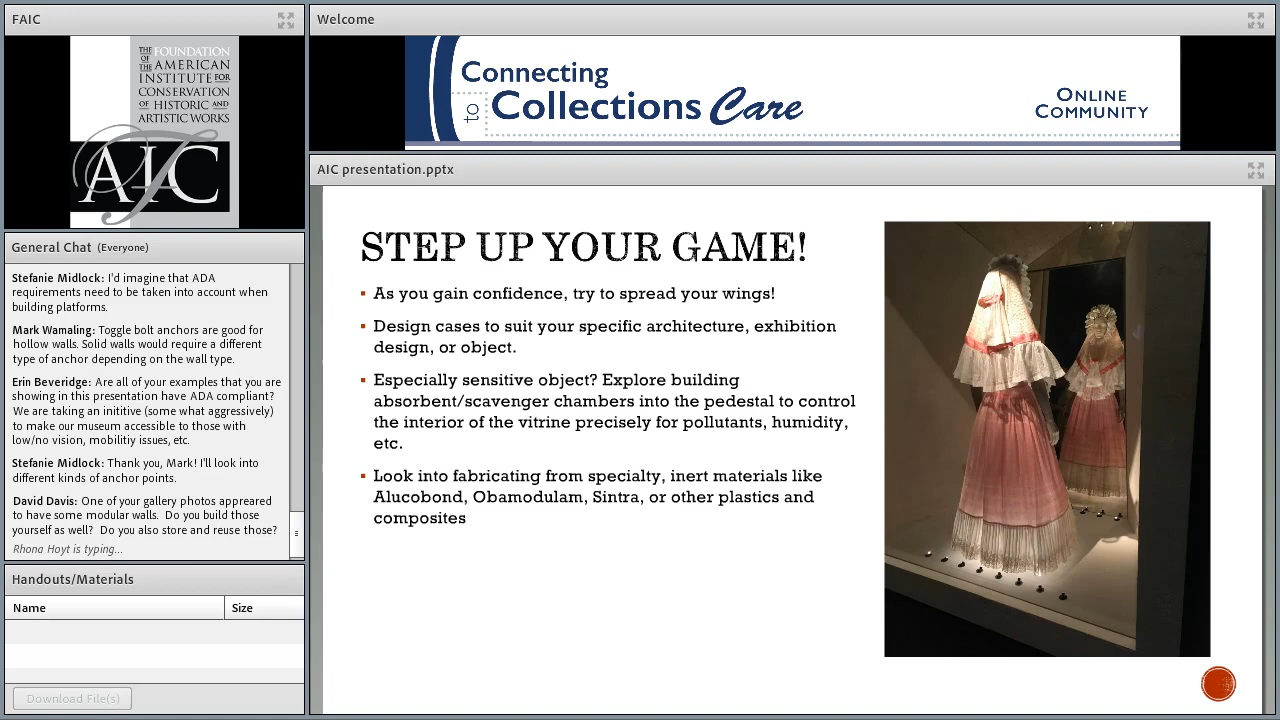 FAIC
THE FOUNDATION
OF THE AMERICAN
INSTITUTE FOR
CONSERVATION
OF HISTORIC AND
ARTISTIC WORKS
FAIC
General Chat (Everyone)
Stefanie Midlock: I'd imagine that ADA
requirements need to be taken into account when
building platforms.
Mark Wamaling: Toggle bolt anchors are good for
hollow walls. Solid walls would require a different
type of anchor depending on the wall type.
Erin Beveridge: Are all of your examples that you are
showing in this presentation have ADA compliant?
We are taking an inititive (some what aggressively)
to make our museum accessible to those with
low/no vision, mobilitiy issues, etc.
Stefanie Midlock: Thank you, Mark! I'll look into
different kinds of anchor points.
David Davis: One of your gallery photos appreared
to have some modular walls.  Do you build those
yourself as well?  Do you also store and reuse those?
Rhona Hoyt is typing...
Handouts/Materials
Name Size
Download File(s)
Welcome
Connecting
to Collections Care
ONLINE
COMMUNITY
AIC presentation.pptx
STEP UP YOUR GAME!
▪ As you gain confidence, try to spread your wings!
▪ Design cases to suit your specific architecture, exhibition
design, or object.
▪ Especially sensitive object? Explore building
absorbent/scavenger chambers into the pedestal to control
the interior of the vitrine precisely for pollutants, humidity,
etc.
▪ Look into fabricating from specialty, inert materials like
Alucobond, Obamodulam, Sintra, or other plastics and
composites